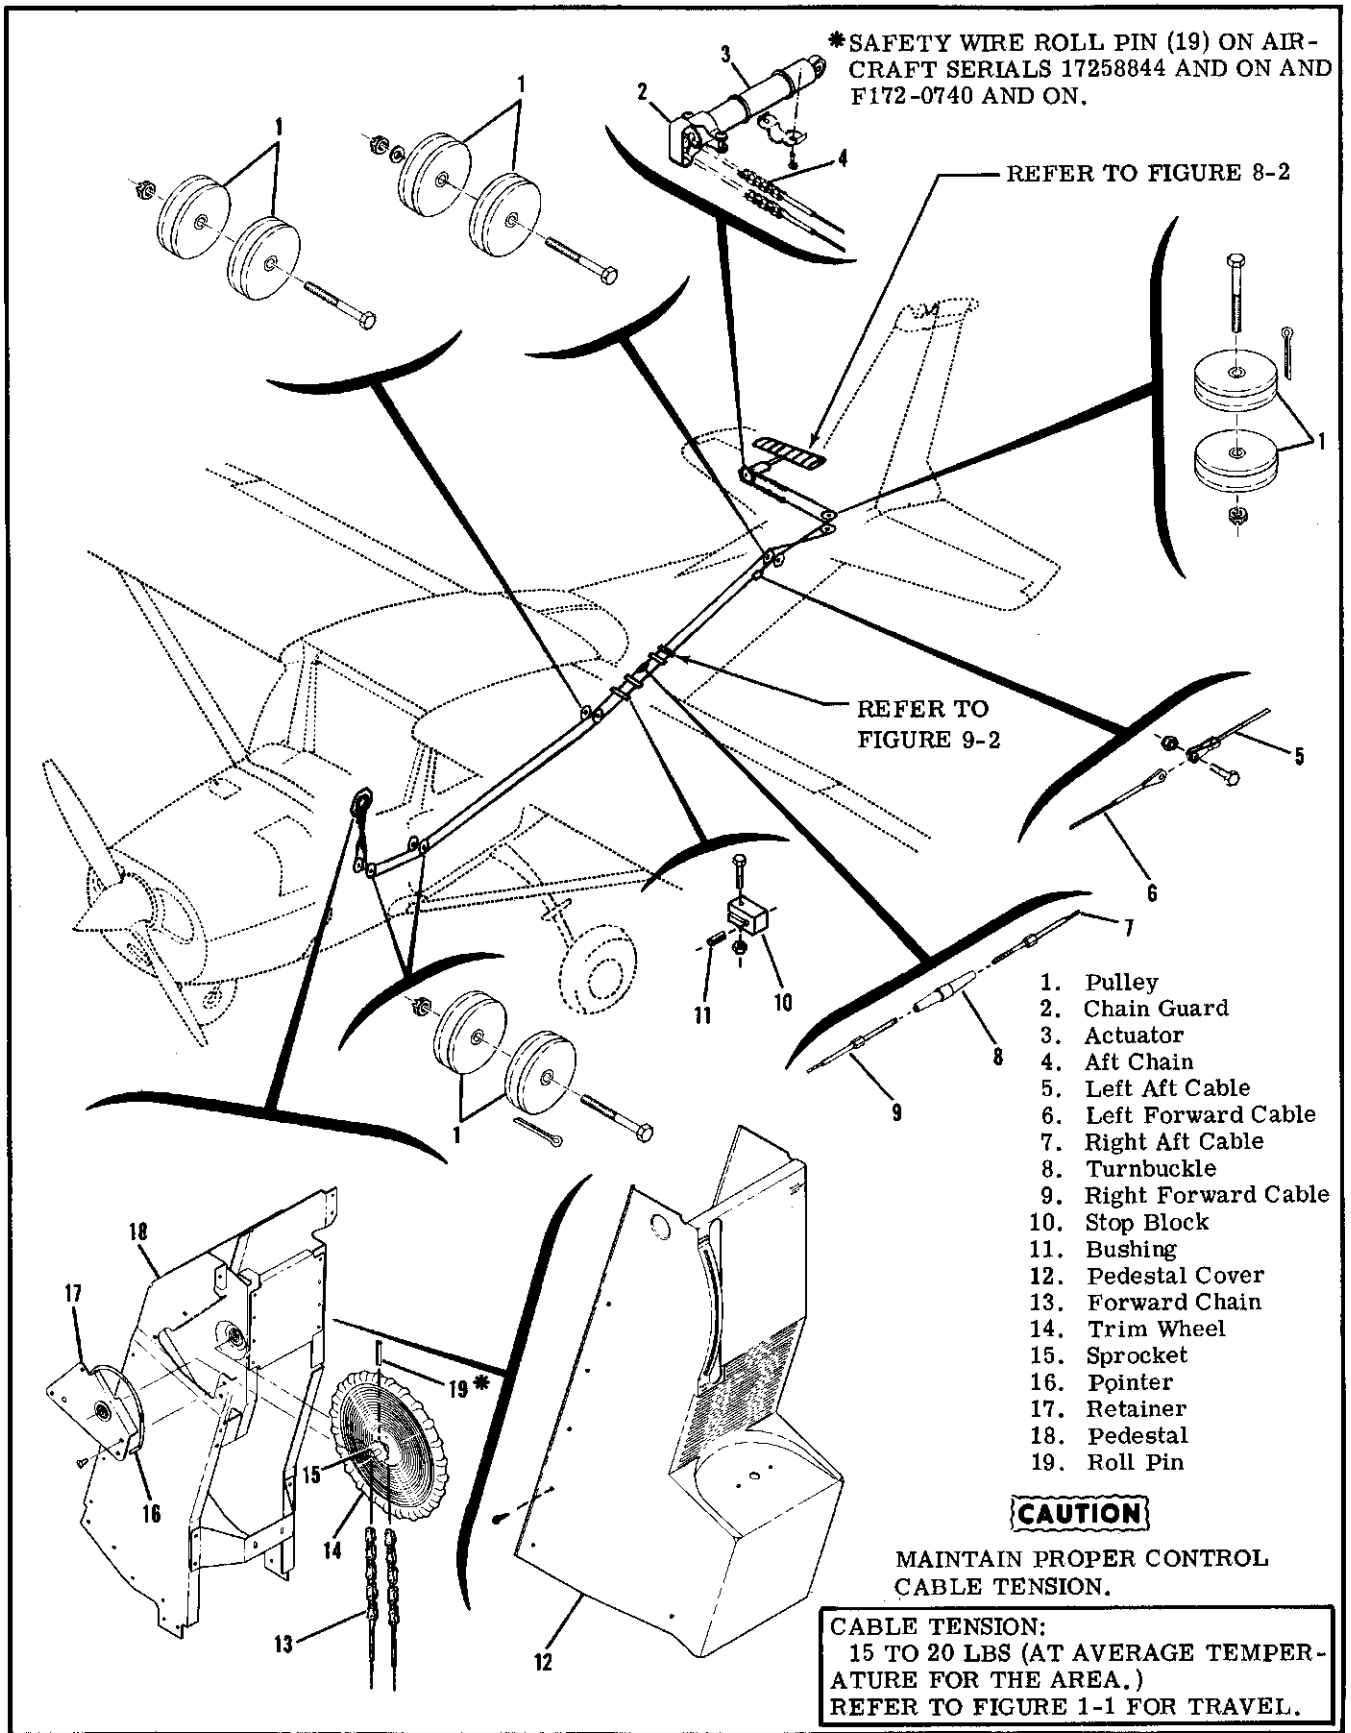 *SAFETY WIRE ROLL PIN (19) ON AIR-
CRAFT SERIALS 17258844 AND ON AND
F172-0740 AND ON.
1
1
2
3
4
REFER TO FIGURE 8-2
1
REFER TO
FIGURE 9-2
5
6
7
8
9
10
11
1
1. Pulley
2. Chain Guard
3. Actuator
4. Aft Chain
5. Left Aft Cable
6. Left Forward Cable
7. Right Aft Cable
8. Turnbuckle
9. Right Forward Cable
10. Stop Block
11. Bushing
12. Pedestal Cover
13. Forward Chain
14. Trim Wheel
15. Sprocket
16. Pointer
17. Retainer
18. Pedestal
19. Roll Pin
18
17
19*
15
16
14
13
12
CAUTION
MAINTAIN PROPER CONTROL
CABLE TENSION.
CABLE TENSION:
15 TO 20 LBS (AT AVERAGE TEMPER-
ATURE FOR THE AREA.)
REFER TO FIGURE 1-1 FOR TRAVEL.